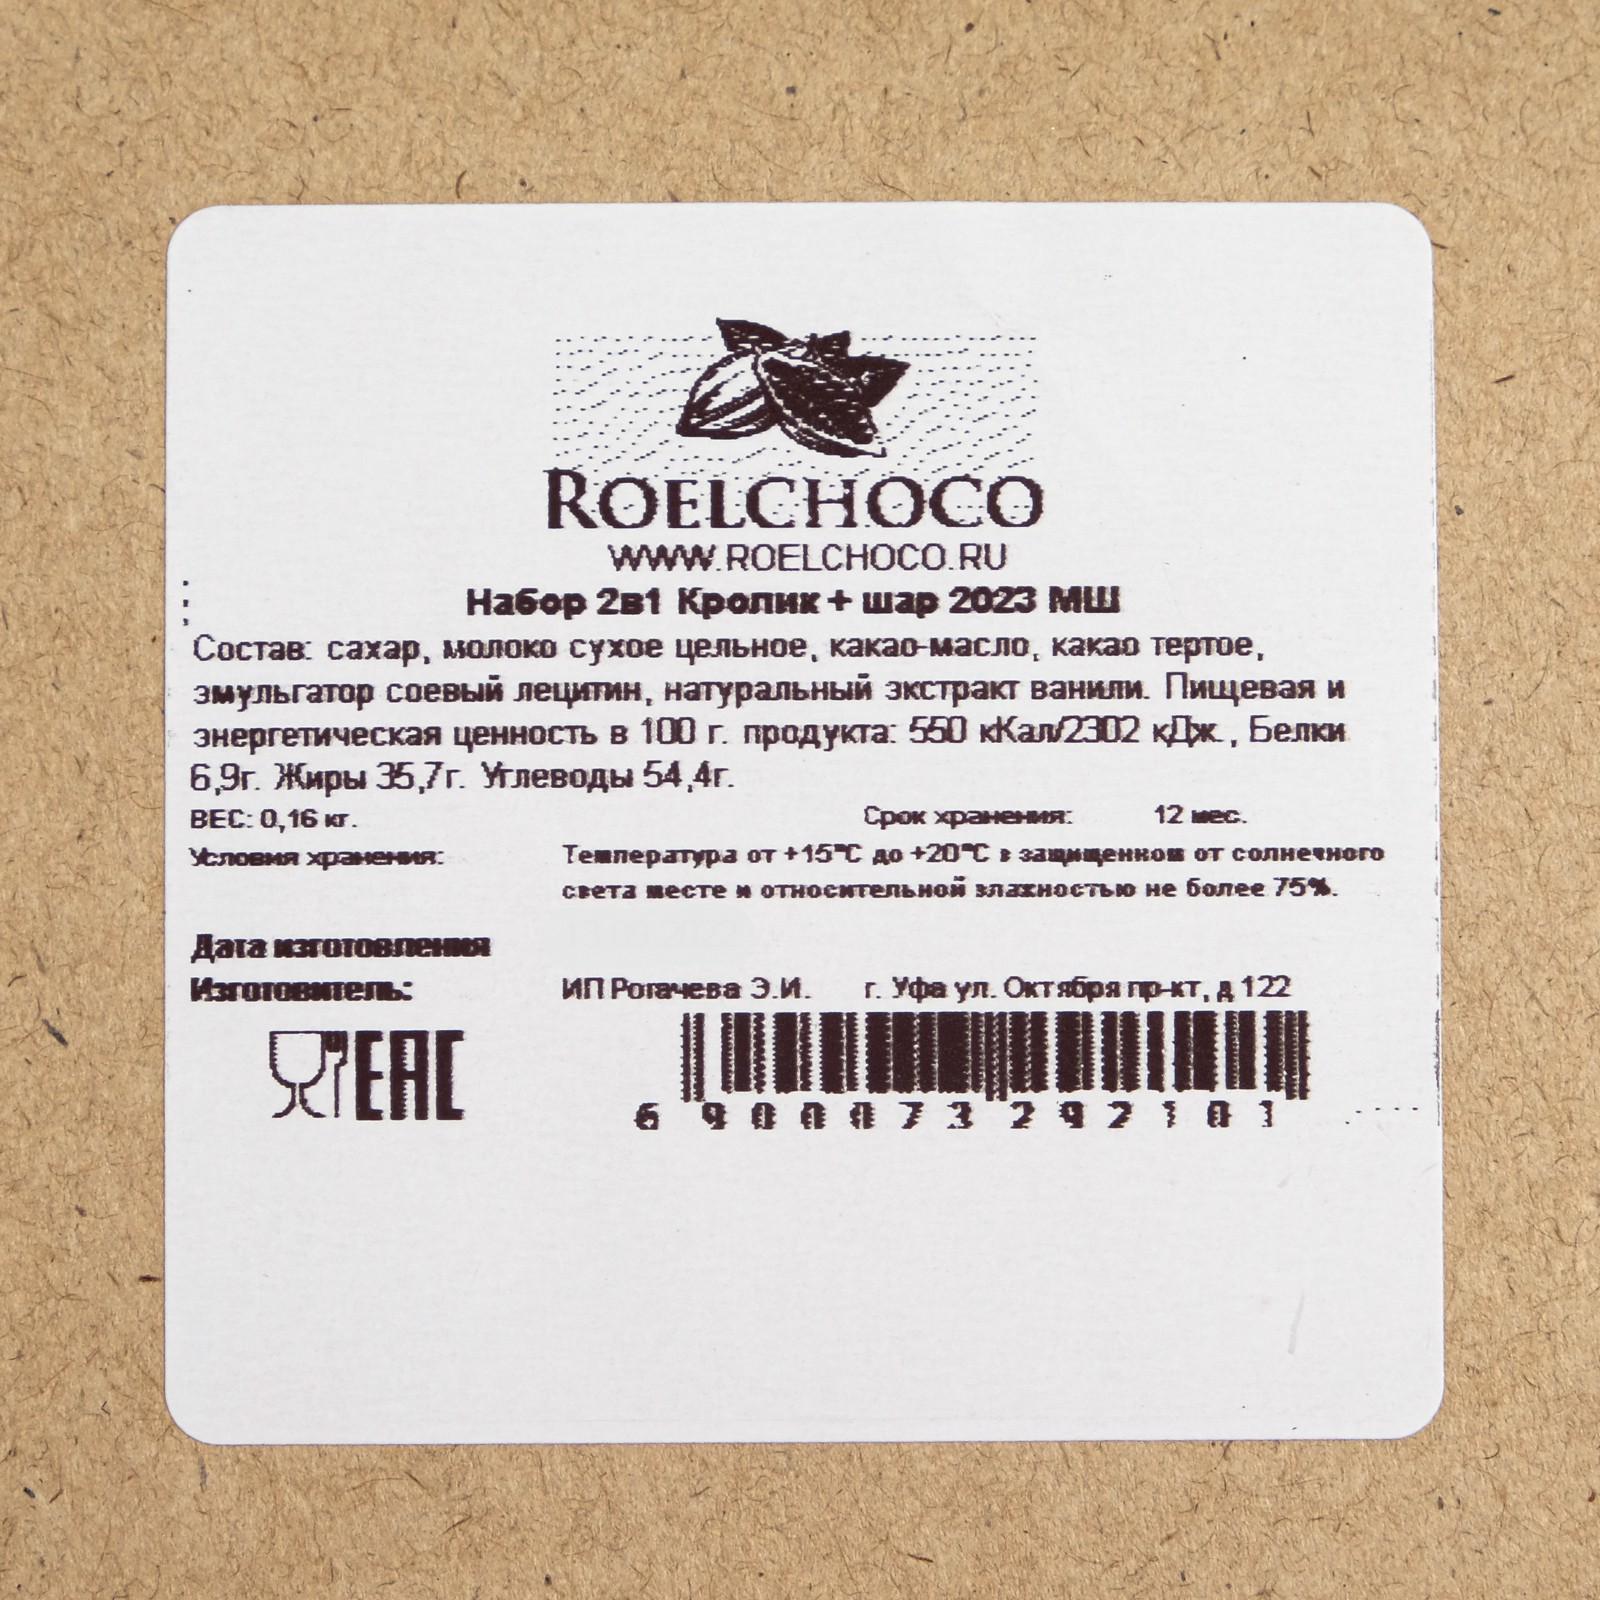 ROELCHOCO
WWW.ROELCHOCO.RU
Набор 2в1 Кролик + шар 2023 МШ
Состав: сахар, молоко сухое цельное, какао-масло, какао тертое,
эмульгатор соевый лецитин, натуральный экстракт ванили. Пищевая и
энергетическая ценность в 100 г. продукта: 550 кКал/2302 кДж., Белки
6,9г. Жиры 35,7г. Углеводы 54,4г.
ВЕС: 0,16 кг. Срок хранения: 12 мес.
Условия хранения: Температура от +15°С до +20°С в защищенном от солнечного
света месте и относительной влажностью не более 75%.
Дата изготовления
Изготовитель: ИП Рогачева Э.И. г. Уфа ул. Октября пр-кт, д 122
EAC
6 900073 292101